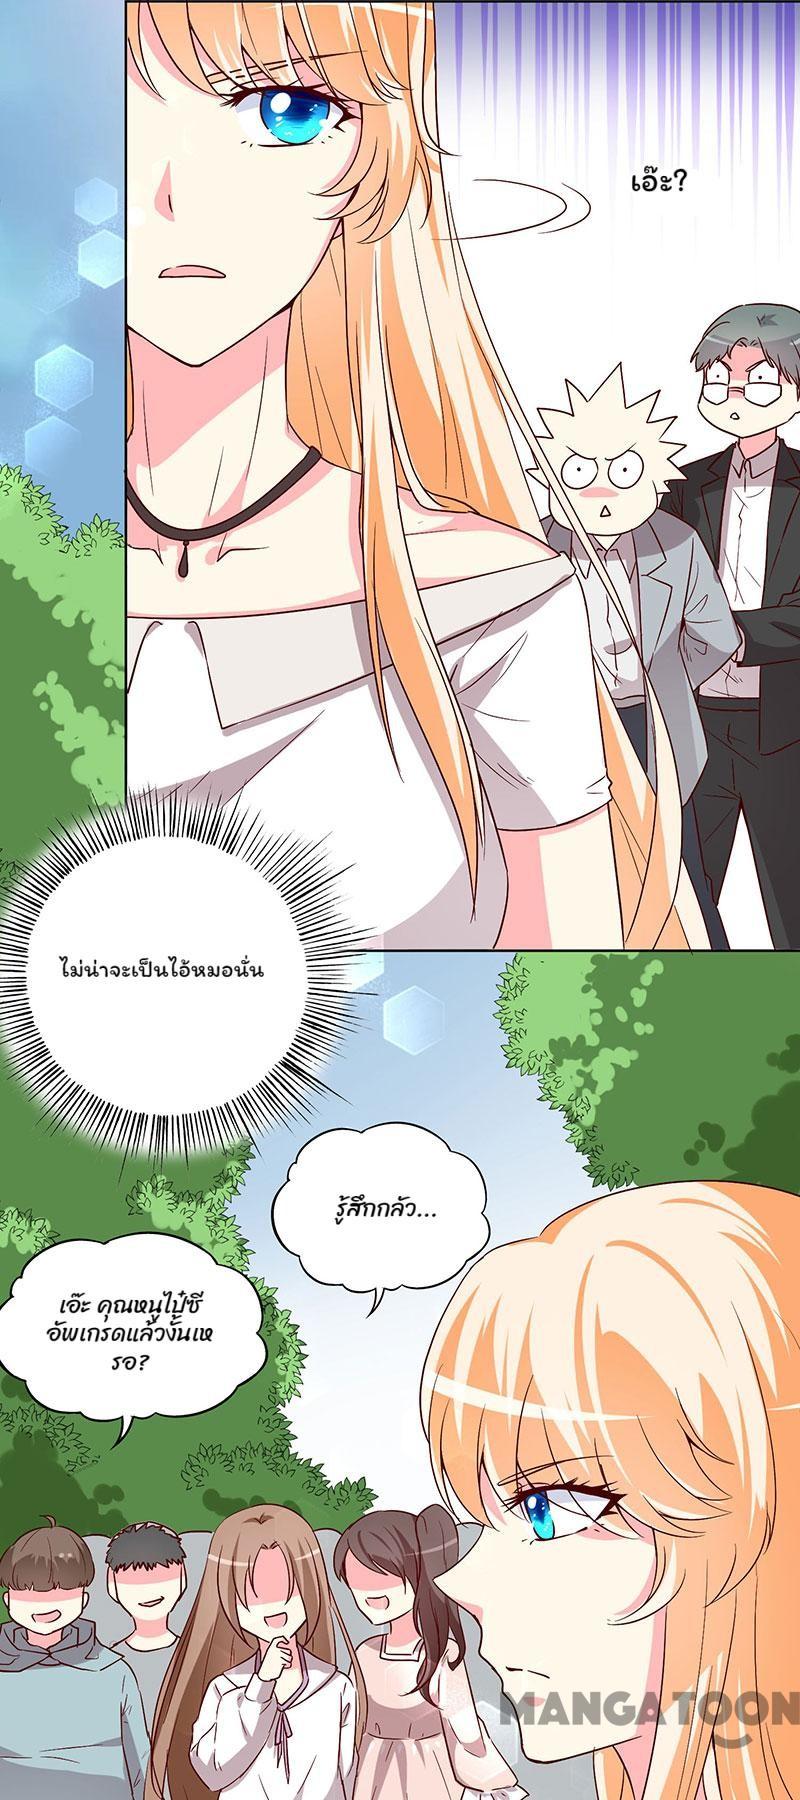 เอ๊ะ?
ไม่น่าจะเป็นไอ้หมอนั่น
รู้สึกกลัว...
เอ๊ะ คุณหนูไป๋ซี
อัพเกรดแล้วงั้นเห
รอ?
MANGATOON